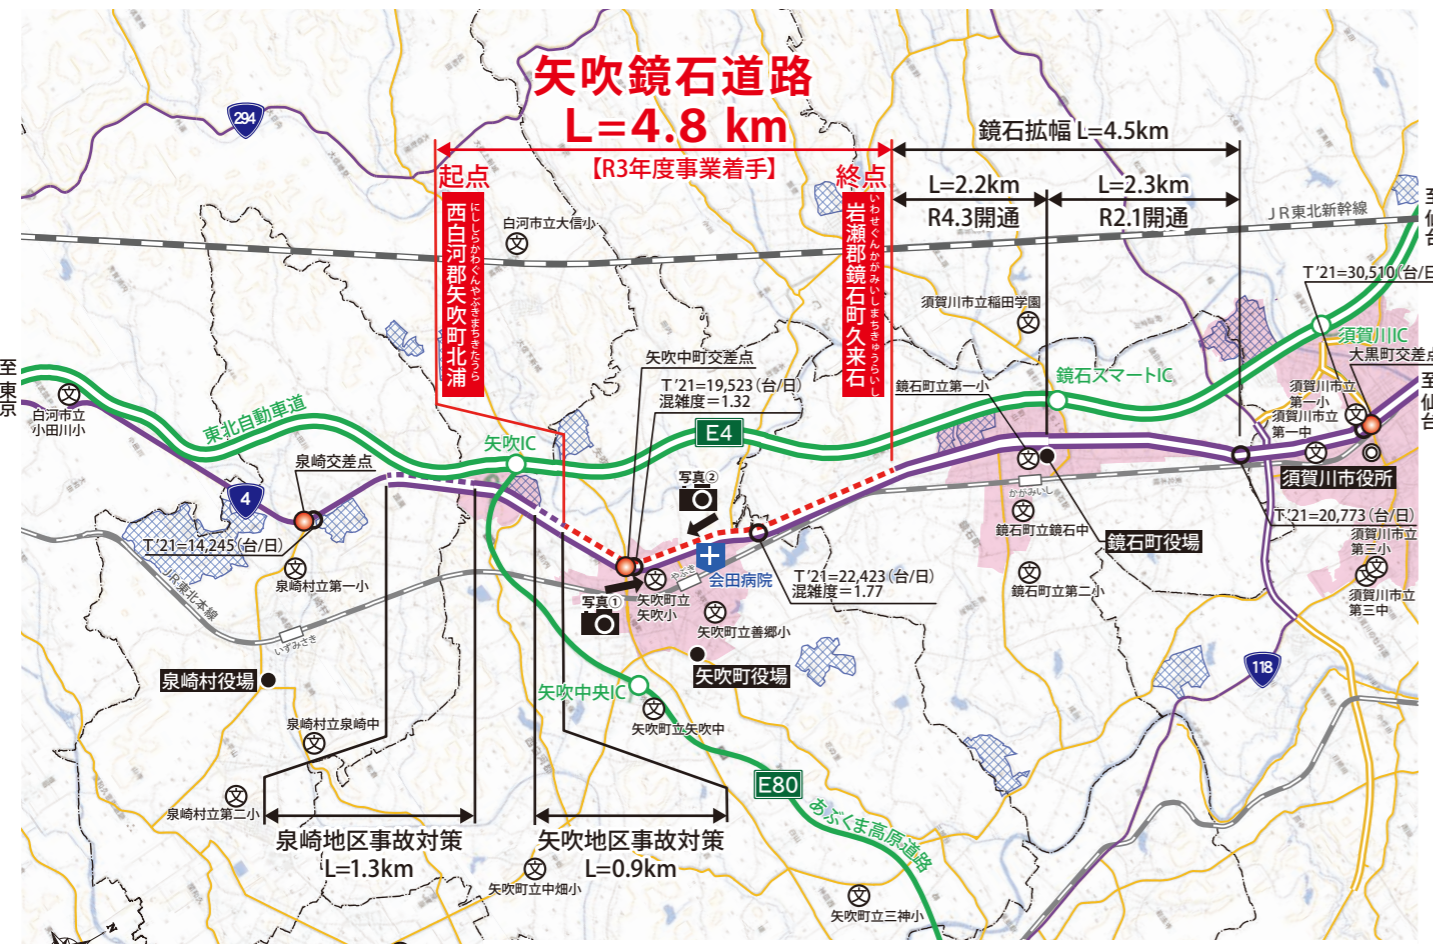 矢吹鏡石道路
L=4.8 km
【R3年度事業着手】
鏡石拡幅 L=4.5km
L=2.2km
R4.3開通
L=2.3km
R2.1開通
294
起点
西白河郡矢吹町北浦
にししらかわぐんやぶきまちきたうら
終点
岩瀬郡鏡石町久来石
いわせぐんかがみいしまちきゅうらいし
白河市立大信小
JR東北新幹線
至 仙台
T'21=30,510(台/日
須賀川市立稲田学園
須賀川IC
大黒町交差点
至 仙台
至 東京
白河市立
小田川小
東北自動車道
矢吹中町交差点
T'21=19,523(台/日)
混雑度=1.32
鏡石町立第一小
鏡石スマートIC
須賀川市立
第一小
須賀川市立
第一中
E4
矢吹IC
泉崎交差点
4
写真②
須賀川市役所
かがみいし
T'21=14,245(台/日)
T'21=20,773(台/日)
鏡石町立鏡石中
鏡石町役場
須賀川市立
第三小
JR東北本線
泉崎村立第一小
会田病院
やぶき
T'21=22,423(台/日)
混雑度=1.77
鏡石町立第二小
須賀川市立
第三中
写真①
矢吹町立
矢吹小
矢吹町立善郷小
いずみさき
泉崎村役場
矢吹町役場
118
矢吹中央IC
泉崎村立泉崎中
矢吹町立矢吹中
E80
泉崎村立第二小
あぶくま高原道路
泉崎地区事故対策
L=1.3km
矢吹地区事故対策
L=0.9km
矢吹町立中畑小
矢吹町立三神小
N